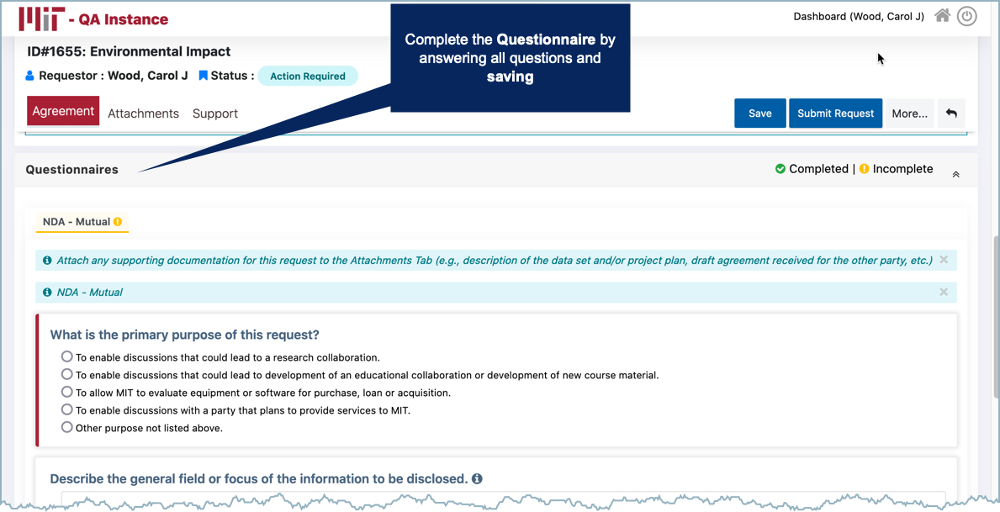 MIT - QA Instance
Dashboard (Wood, Carol J)
Complete the Questionnaire by
answering all questions and
saving
ID#1655: Environmental Impact
Requestor : Wood, Carol J Status : Action Required
Agreement Attachments Support
Save Submit Request More...
Questionnaires
Completed | Incomplete
NDA - Mutual
Attach any supporting documentation for this request to the Attachments Tab (e.g., description of the data set and/or project plan, draft agreement received for the other party, etc.)
NDA - Mutual
What is the primary purpose of this request?
To enable discussions that could lead to a research collaboration.
To enable discussions that could lead to development of an educational collaboration or development of new course material.
To allow MIT to evaluate equipment or software for purchase, loan or acquisition.
To enable discussions with a party that plans to provide services to MIT.
Other purpose not listed above.
Describe the general field or focus of the information to be disclosed.